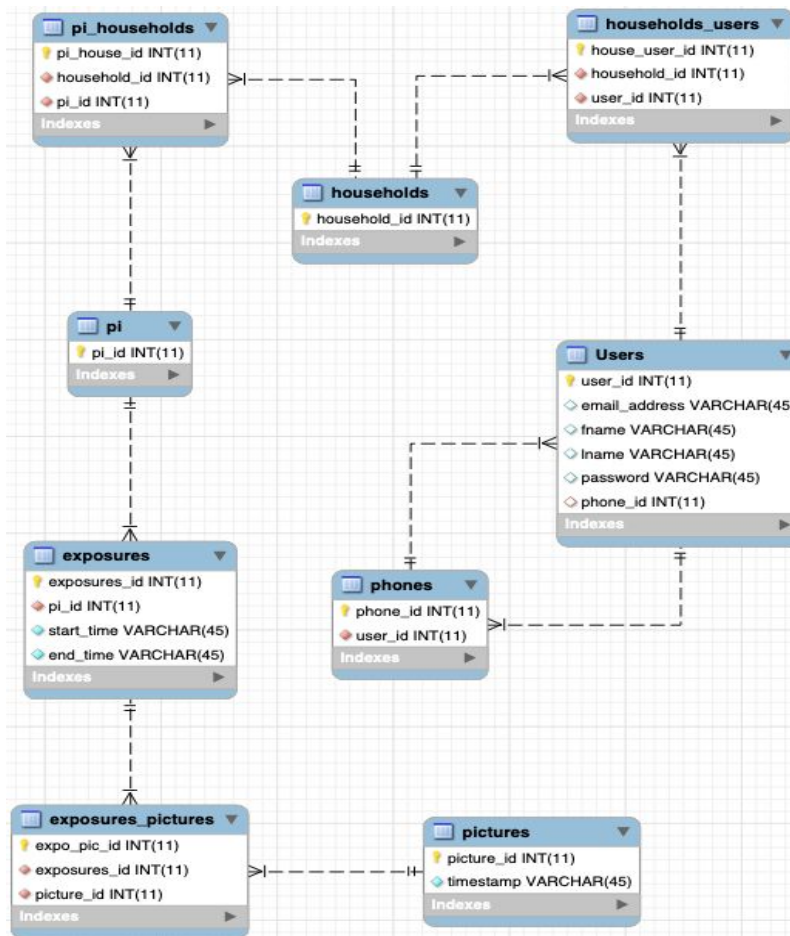 pi_households
pi_house_id INT(11)
household_id INT(11)
pi_id INT(11)
Indexes
households_users
house_user_id INT(11)
household_id INT(11)
user_id INT(11)
Indexes
households
household_id INT(11)
Indexes
pi
pi_id INT(11)
Indexes
Users
user_id INT(11)
email_address VARCHAR(45
fname VARCHAR(45)
lname VARCHAR(45)
password VARCHAR(45)
phone_id INT(11)
Indexes
exposures
exposures_id INT(11)
pi_id INT(11)
start_time VARCHAR(45)
end_time VARCHAR(45)
Indexes
phones
phone_id INT(11)
user_id INT(11)
Indexes
exposures_pictures
expo_pic_id INT(11)
exposures_id INT(11)
picture_id INT(11)
Indexes
pictures
picture_id INT(11)
timestamp VARCHAR(45)
Indexes